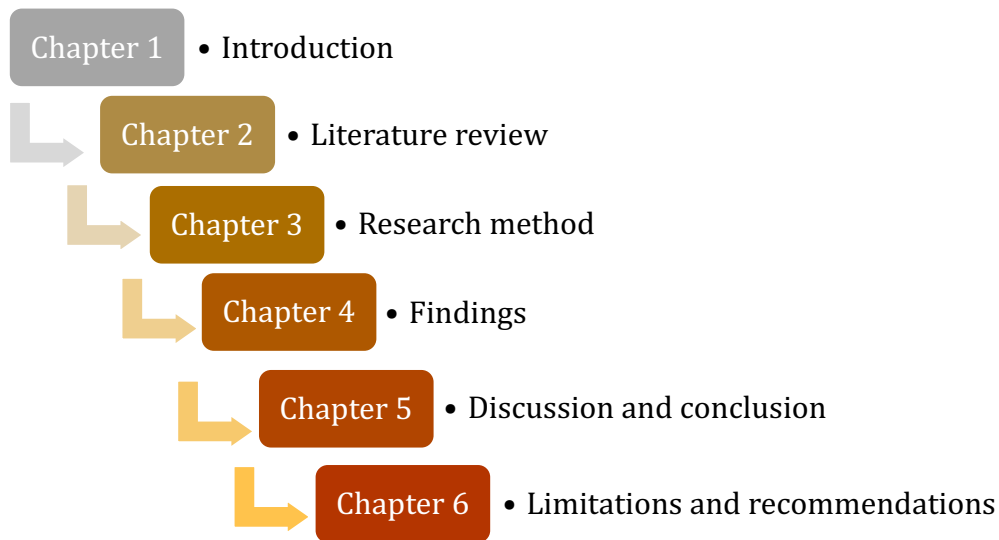 Chapter 1 • Introduction
Chapter 2 • Literature review
Chapter 3 • Research method
Chapter 4 • Findings
Chapter 5 • Discussion and conclusion
Chapter 6 • Limitations and recommendations